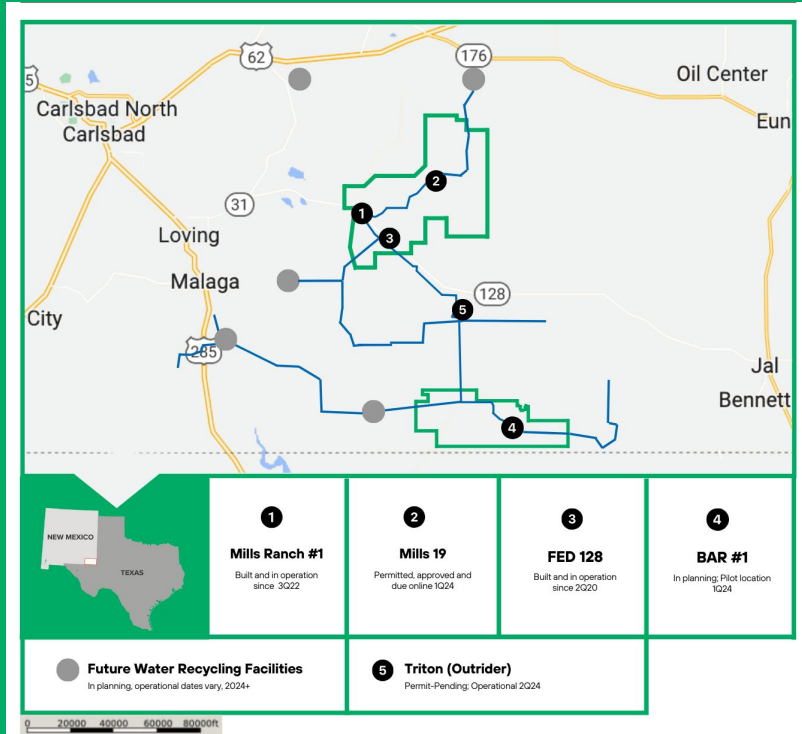 62
176
5
Oil Center
Carlsbad North
Carlsbad
Eun
2
31
1
Loving
3
Malaga
128
5
City
285
Jal
Bennett
4
NEW MEXICO
TEXAS
1
Mills Ranch #1
Built and in operation
since 3Q22
2
Mills 19
Permitted, approved and
due online 1Q24
3
FED 128
Built and in operation
since 2Q20
4
BAR #1
In planning; Pilot location
1Q24
Future Water Recycling Facilities
In planning, operational dates vary, 2024+
5
Triton (Outrider)
Permit-Pending; Operational 2Q24
0 20000 40000 60000 80000ft